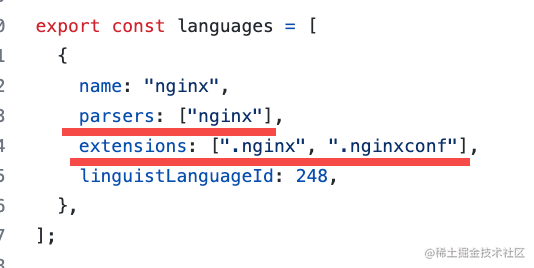 0 export const languages = [
1 {
2 name: "nginx",
3 parsers: ["nginx"],
4 extensions: [".nginx", ".nginxconf"],
5 linguistLanguageId: 248,
6 },
7 ];
8
@稀土掘金技术社区